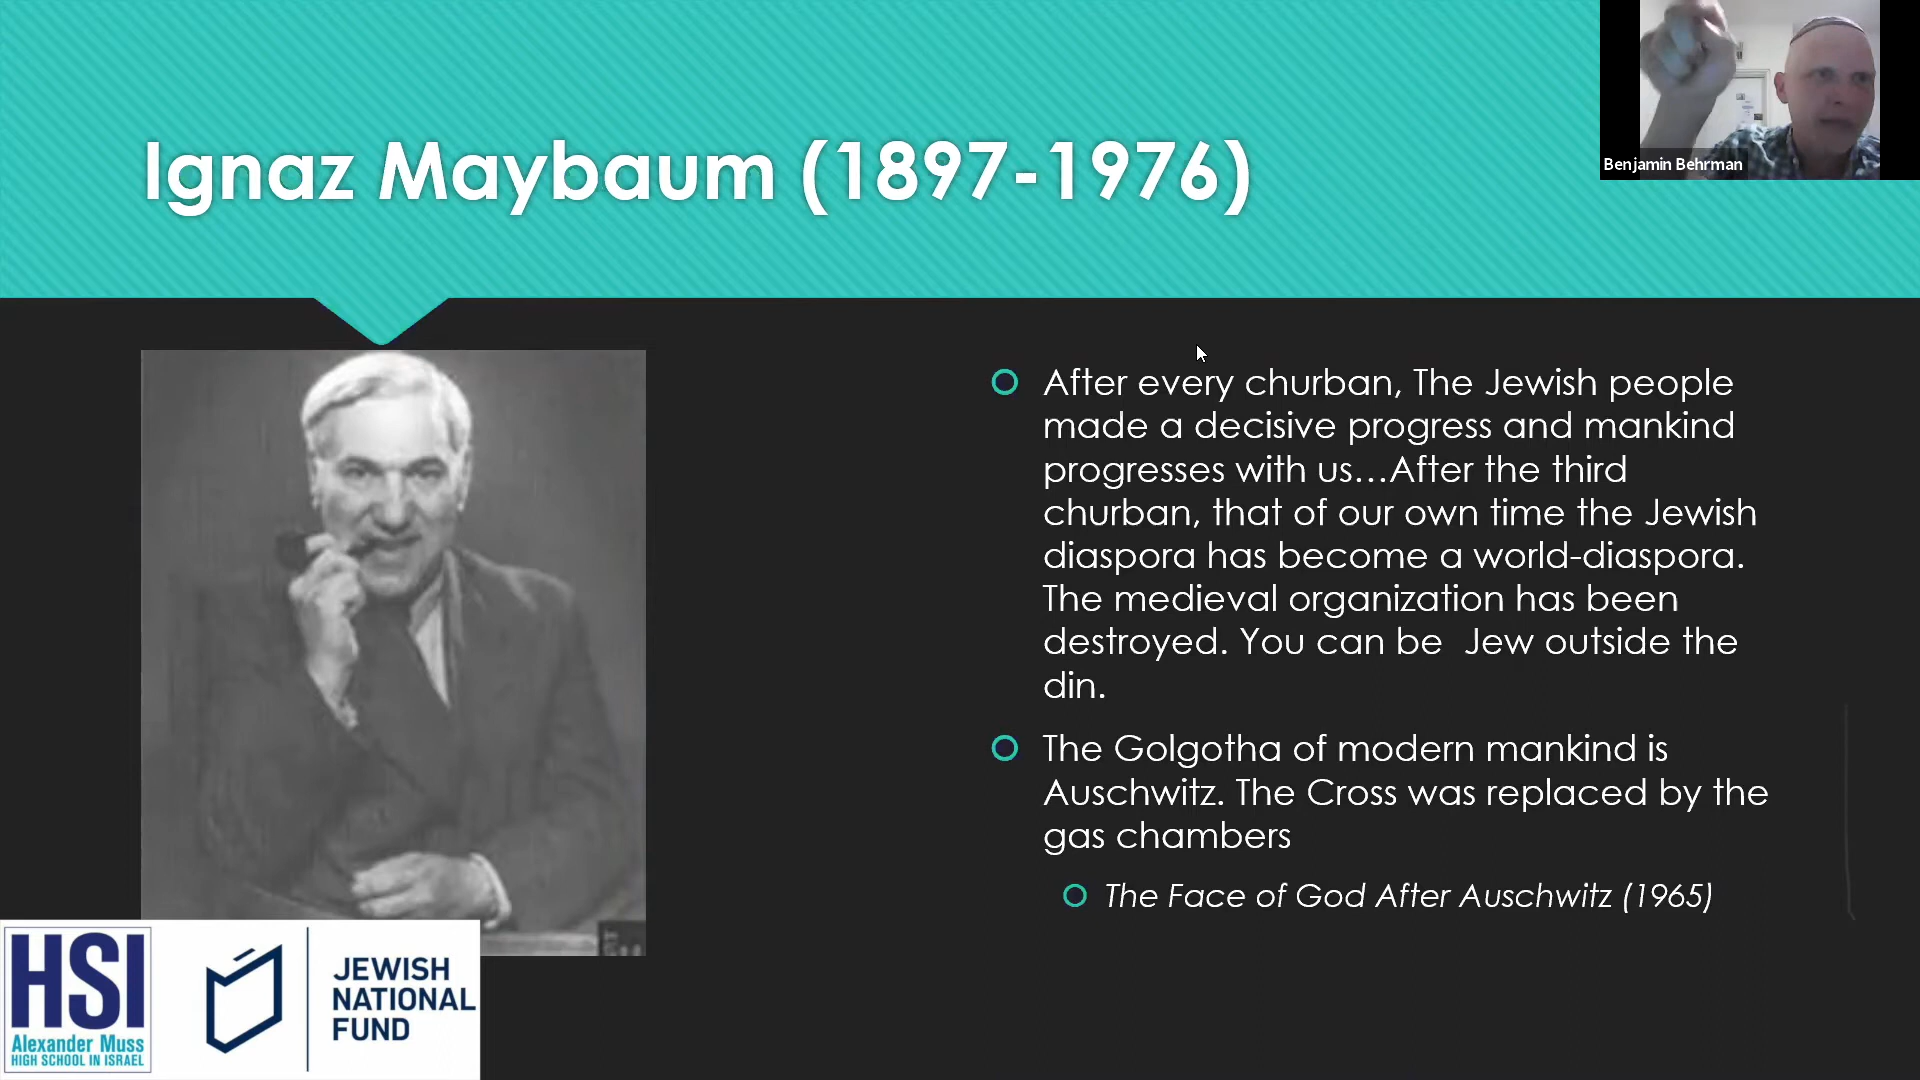 Ignaz Maybaum (1897-1976)
Benjamin Behrman
After every churban, The Jewish people
made a decisive progress and mankind
progresses with us…After the third
churban, that of our own time the Jewish
diaspora has become a world-diaspora.
The medieval organization has been
destroyed. You can be  Jew outside the
din.
The Golgotha of modern mankind is
Auschwitz. The Cross was replaced by the
gas chambers
The Face of God After Auschwitz (1965)
HSI
Alexander Muss
HIGH SCHOOL IN ISRAEL
JEWISH
NATIONAL
FUND